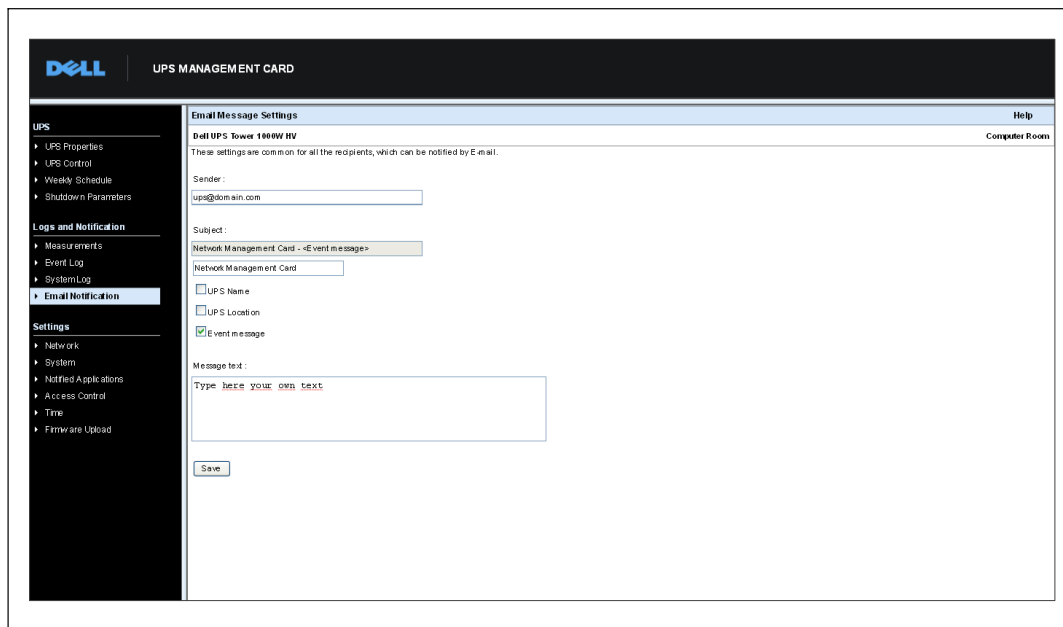 DELL
UPS MANAGEMENT CARD
UPS
UPS Properties
UPS Control
Weekly Schedule
Shutdown Parameters
Logs and Notification
Measurements
Event Log
System Log
Email Notification
Settings
Network
System
Notified Applications
Access Control
Time
Firmware Upload
Email Message Settings
Help
Dell UPS Tower 1000W HV
Computer Room
These settings are common for all the recipients, which can be notified by E-mail.
Sender :
ups@domain.com
Subject :
Network Management Card - <Event message>
Network Management Card
UPS Name
UPS Location
Event message
Message text :
Type here your own text
Save